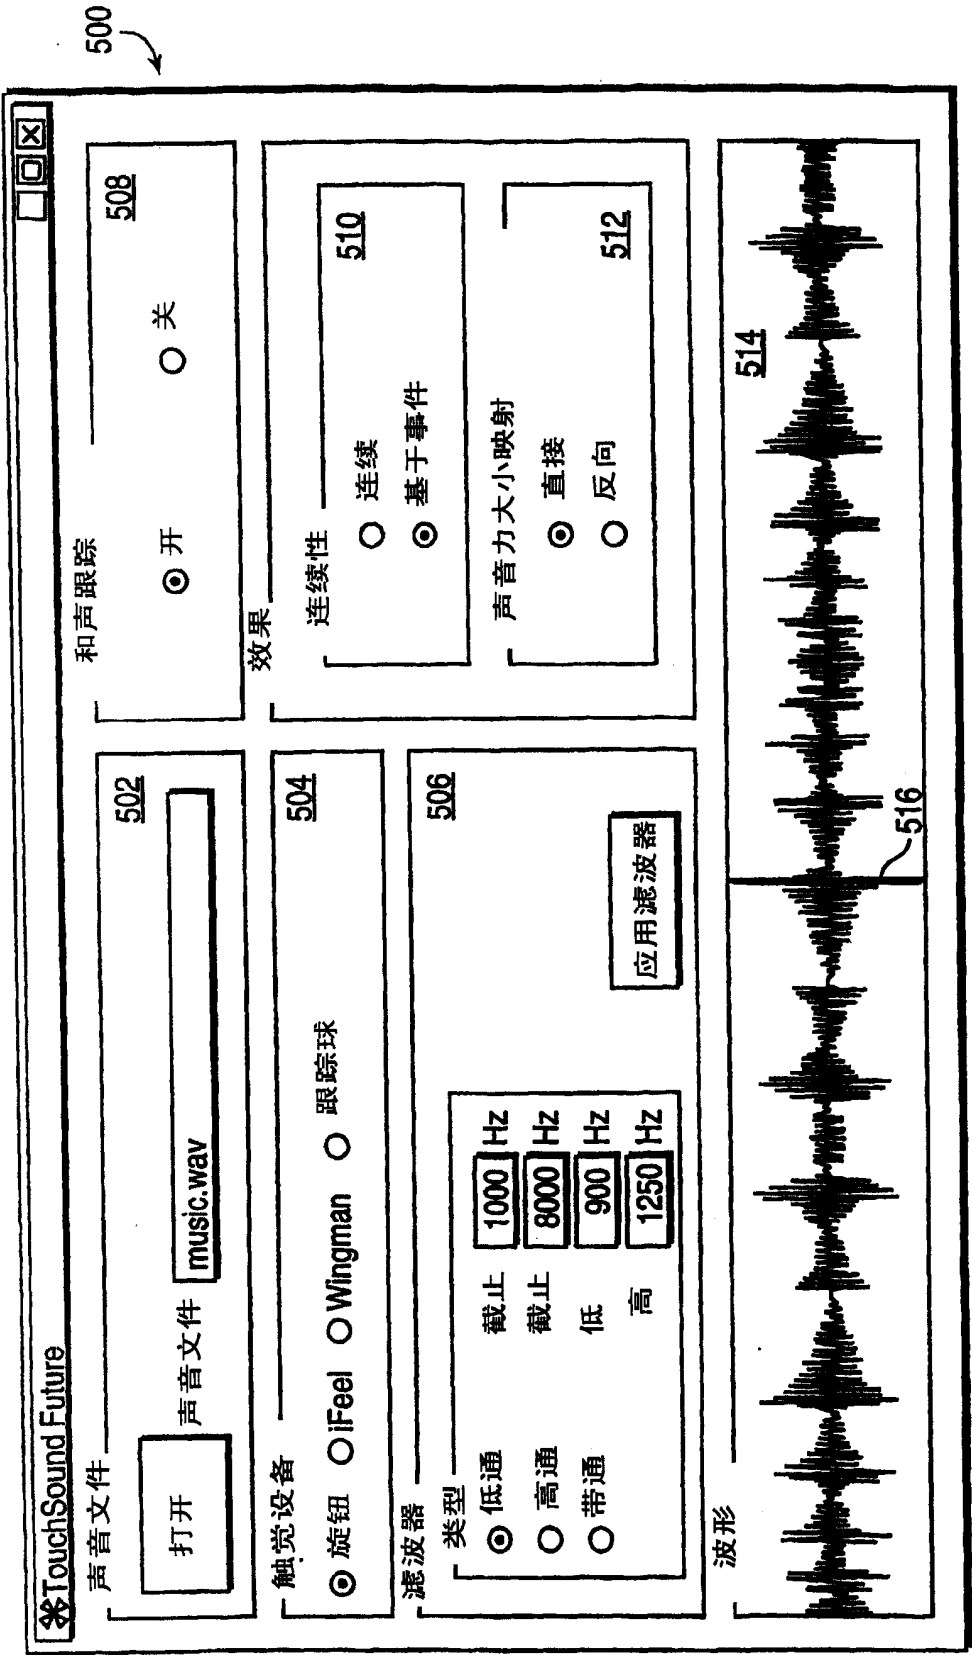 500
TouchSound Future
声音文件
502
打开
声音文件
music.wav
触觉设备
504
旋钮
iFeel
Wingman
跟踪球
滤波器
506
类型
低通
截止
1000
Hz
高通
截止
8000
Hz
带通
低
900
Hz
高
1250
Hz
应用滤波器
和声跟踪
508
开
关
效果
连续性
510
连续
基于事件
声音力大小映射
512
直接
反向
波形
514
516